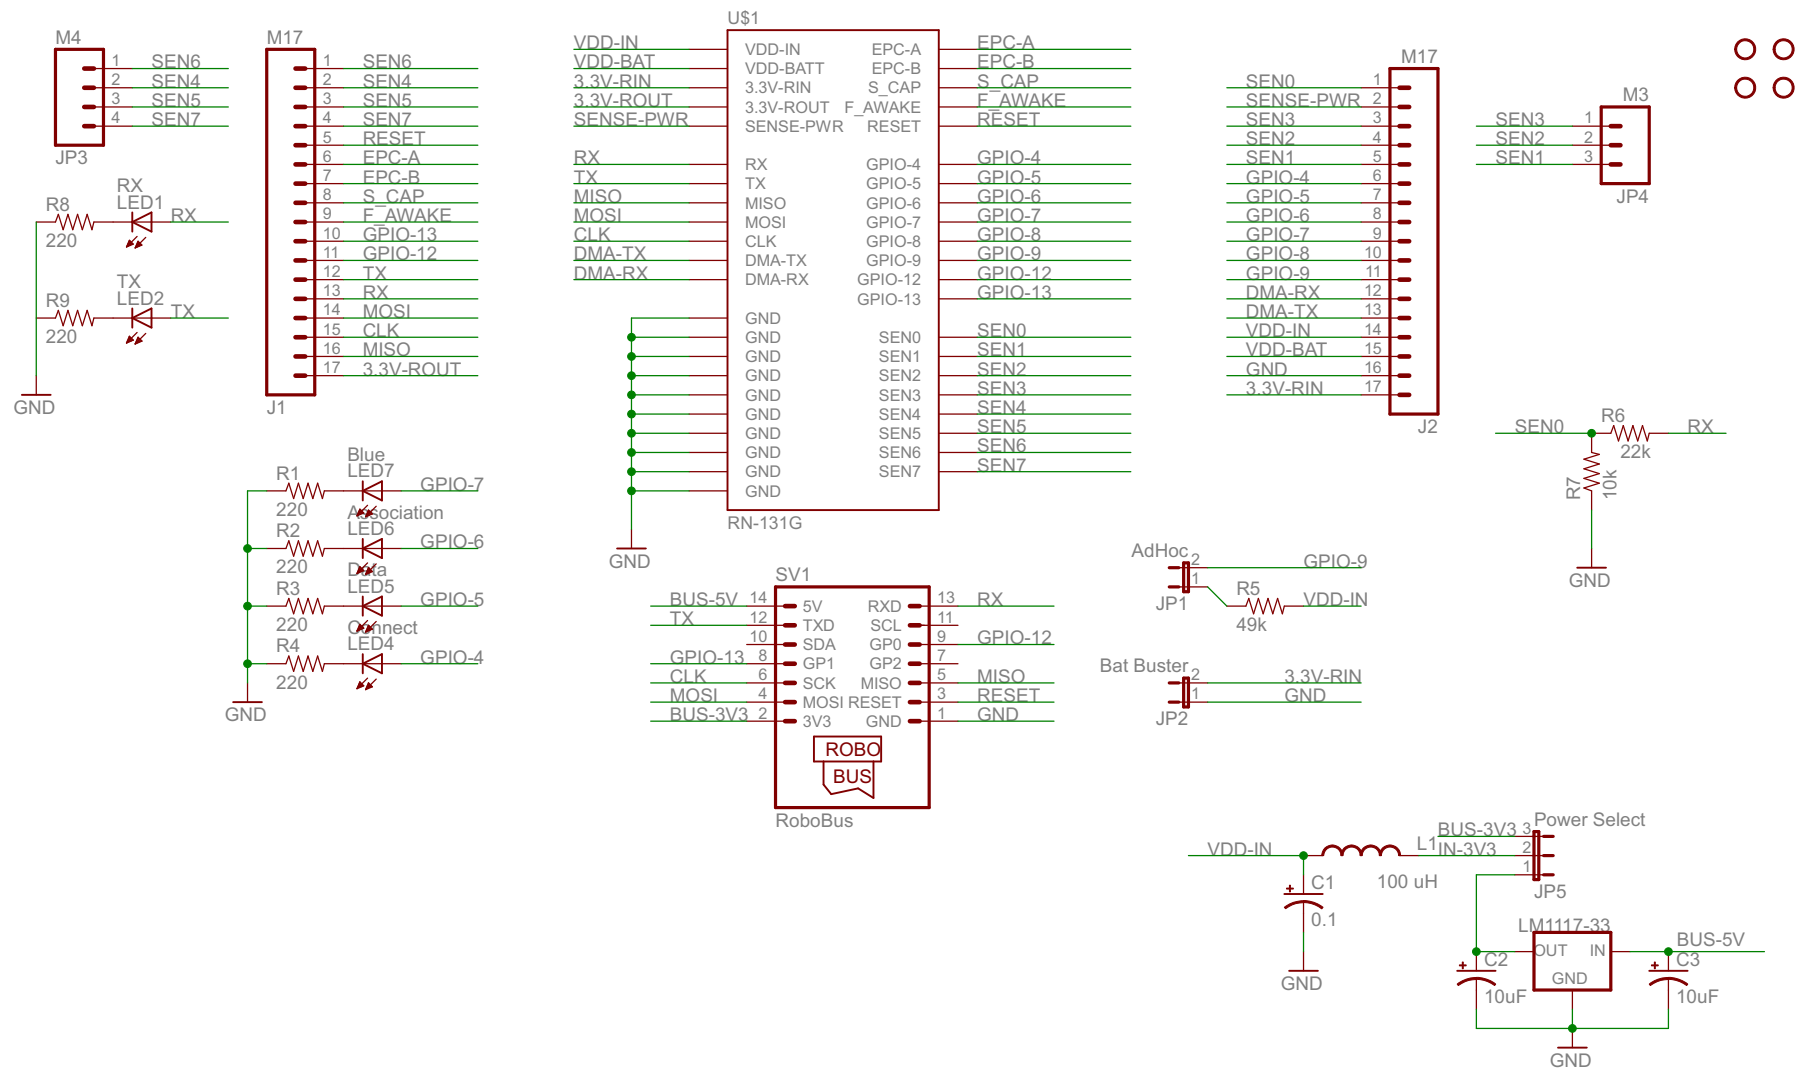 M4
1 SEN6
2 SEN4
3 SEN5
4 SEN7
JP3
RX
LED1
R8
220
RX
TX
LED2
R9
220
TX
GND
M17
1 SEN6
2 SEN4
3 SEN5
4 SEN7
5 RESET
6 EPC-A
7 EPC-B
8 S_CAP
9 F_AWAKE
10 GPIO-13
11 GPIO-12
12 TX
13 RX
14 MOSI
15 CLK
16 MISO
17 3.3V-ROUT
J1
Blue
LED7
R1
220
GPIO-7
Association
LED6
R2
220
GPIO-6
Data
LED5
R3
220
GPIO-5
Connect
LED4
R4
220
GPIO-4
GND
U$1
VDD-IN VDD-IN EPC-A EPC-A
VDD-BAT VDD-BATT EPC-B EPC-B
3.3V-RIN 3.3V-RIN S_CAP S_CAP
3.3V-ROUT 3.3V-ROUT F_AWAKE F_AWAKE
SENSE-PWR SENSE-PWR RESET RESET
RX RX GPIO-4 GPIO-4
TX TX GPIO-5 GPIO-5
MISO MISO GPIO-6 GPIO-6
MOSI MOSI GPIO-7 GPIO-7
CLK CLK GPIO-8 GPIO-8
DMA-TX DMA-TX GPIO-9 GPIO-9
DMA-RX DMA-RX GPIO-12 GPIO-12
GPIO-13 GPIO-13
GND
GND SEN0 SEN0
GND SEN1 SEN1
GND SEN2 SEN2
GND SEN3 SEN3
GND SEN4 SEN4
GND SEN5 SEN5
GND SEN6 SEN6
GND SEN7 SEN7
GND
RN-131G
GND
SV1
BUS-5V 14 5V RXD 13 RX
TX 12 TXD SCL 11
10 SDA GP0 9 GPIO-12
GPIO-13 8 GP1 GP2 7
CLK 6 SCK MISO 5 MISO
MOSI 4 MOSI RESET 3 RESET
BUS-3V3 2 3V3 GND 1 GND
ROBO
BUS
RoboBus
M17
SEN0 1
SENSE-PWR 2
SEN3 3
SEN2 4
SEN1 5
GPIO-4 6
GPIO-5 7
GPIO-6 8
GPIO-7 9
GPIO-8 10
GPIO-9 11
DMA-RX 12
DMA-TX 13
VDD-IN 14
VDD-BAT 15
GND 16
3.3V-RIN 17
J2
M3
SEN3 1
SEN2 2
SEN1 3
JP4
SEN0
R6
22k
RX
R7
10k
GND
AdHoc
2 GPIO-9
1
JP1
R5
49k
VDD-IN
Bat Buster
2 3.3V-RIN
1 GND
JP2
Power Select
BUS-3V3 3
VDD-IN
L1
100 uH
IN-3V3 2
1
JP5
C1
0.1
GND
LM1117-33
OUT IN
GND
BUS-5V
C2
10uF
C3
10uF
GND